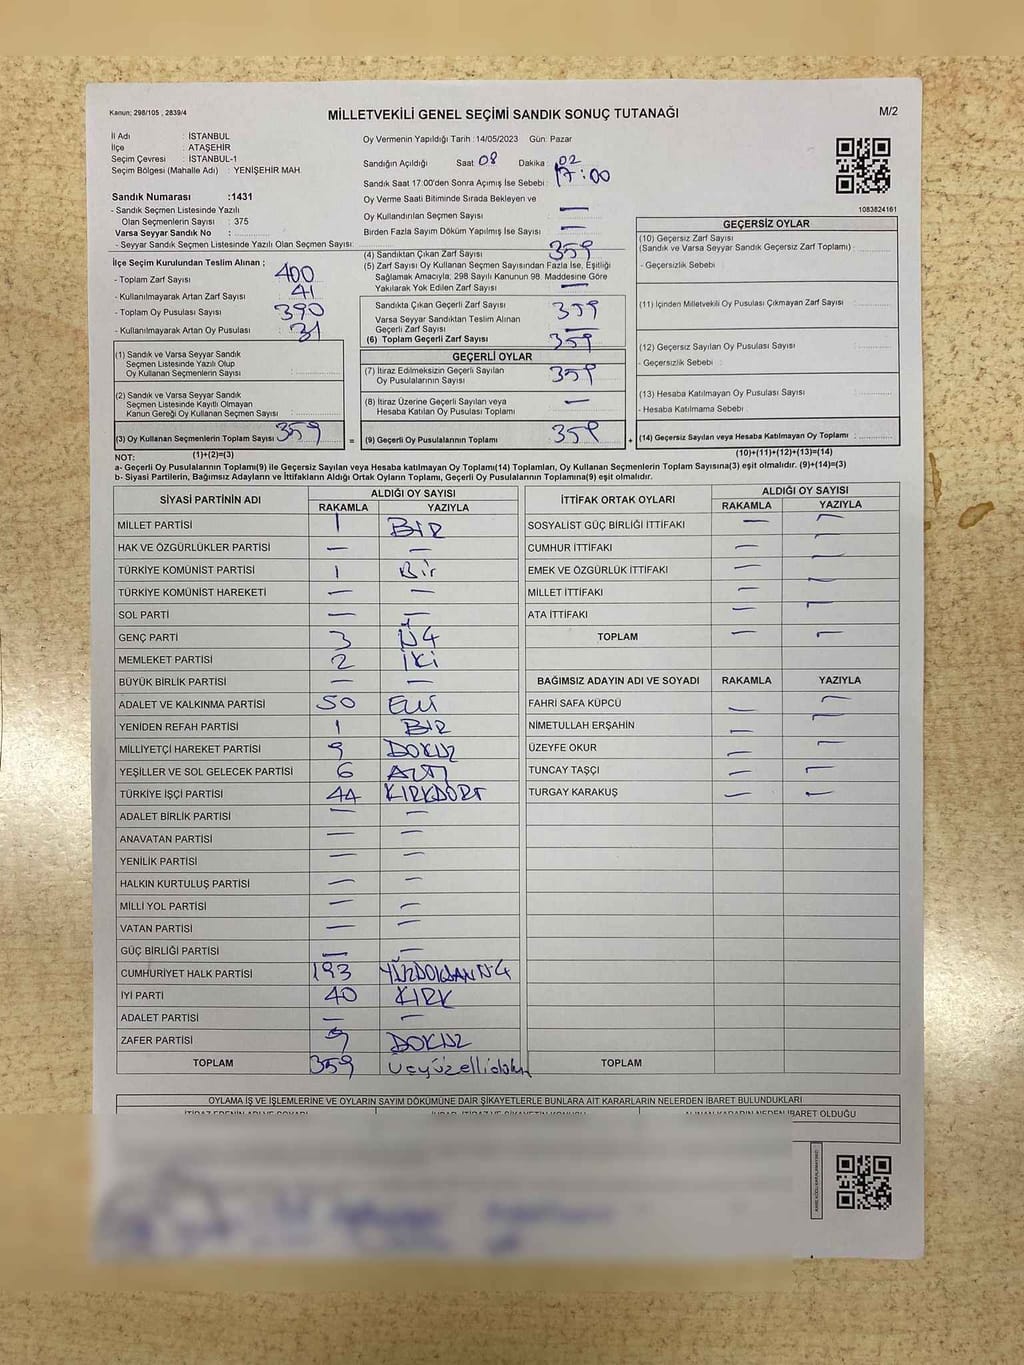 Kanun; 298/105 ; 2839/4
MİLLETVEKİLİ GENEL SEÇİMİ SANDIK SONUÇ TUTANAĞI
M/2
İl Adı : İSTANBUL
İlçe : ATAŞEHİR
Seçim Çevresi : İSTANBUL-1
Seçim Bölgesi (Mahalle Adı) : YENİŞEHİR MAH.
Sandık Numarası :1431
- Sandık Seçmen Listesinde Yazılı
Olan Seçmenlerin Sayısı : 375
Varsa Seyyar Sandık No :
- Seyyar Sandık Seçmen Listesinde Yazılı Olan Seçmen Sayısı:
İlçe Seçim Kurulundan Teslim Alınan ;
- Toplam Zarf Sayısı : 400
- Kullanılmayarak Artan Zarf Sayısı : 41
- Toplam Oy Pusulası Sayısı : 390
- Kullanılmayarak Artan Oy Pusulası : 31
(1) Sandık ve Varsa Seyyar Sandık
Seçmen Listesinde Yazılı Olup
Oy Kullanan Seçmenlerin Sayısı :
(2) Sandık ve Varsa Seyyar Sandık
Seçmen Listesinde Kayıtlı Olmayan
Kanun Gereği Oy Kullanan Seçmen Sayısı :
(3) Oy Kullanan Seçmenlerin Toplam Sayısı : 359
Oy Vermenin Yapıldığı Tarih : 14/05/2023 Gün: Pazar
Sandığın Açıldığı Saat 08 Dakika : 02
Sandık Saat 17:00'den Sonra Açımış İse Sebebi : 17:00
Oy Verme Saati Bitiminde Sırada Bekleyen ve
Oy Kullandırılan Seçmen Sayısı : —
Birden Fazla Sayım Döküm Yapılmış İse Sayısı : —
(4) Sandıktan Çıkan Zarf Sayısı : 359
(5) Zarf Sayısı Oy Kullanan Seçmen Sayısından Fazla İse, Eşitliği
Sağlamak Amacıyla, 298 Sayılı Kanunun 98. Maddesine Göre
Yakılarak Yok Edilen Zarf Sayısı : —
Sandıkta Çıkan Geçerli Zarf Sayısı : 359
Varsa Seyyar Sandıktan Teslim Alınan
Geçerli Zarf Sayısı : —
(6) Toplam Geçerli Zarf Sayısı : 359
GEÇERLİ OYLAR
(7) İtiraz Edilmeksizin Geçerli Sayılan
Oy Pusulalarının Sayısı : 359
(8) İtiraz Üzerine Geçerli Sayılan veya
Hesaba Katılan Oy Pusulası Toplamı : —
= (9) Geçerli Oy Pusulalarının Toplamı : 359 +
1083824161
GEÇERSİZ OYLAR
(10) Geçersiz Zarf Sayısı
(Sandık ve Varsa Seyyar Sandık Geçersiz Zarf Toplamı) :
- Geçersizlik Sebebi :
(11) İçinden Milletvekili Oy Pusulası Çıkmayan Zarf Sayısı :
(12) Geçersiz Sayılan Oy Pusulası Sayısı :
- Geçersizlik Sebebi :
(13) Hesaba Katılmayan Oy Pusulası Sayısı :
- Hesaba Katılmama Sebebi :
(14) Geçersiz Sayılan veya Hesaba Katılmayan Oy Toplamı :
NOT: (1)+(2)=(3) (10)+(11)+(12)+(13)=(14)
a- Geçerli Oy Pusulalarının Toplamı(9) ile Geçersiz Sayılan veya Hesaba katılmayan Oy Toplamı(14) Toplamları, Oy Kullanan Seçmenlerin Toplam Sayısına(3) eşit olmalıdır. (9)+(14)=(3)
b- Siyasi Partilerin, Bağımsız Adayların ve İttifakların Aldığı Ortak Oyların Toplamı, Geçerli Oy Pusulalarının Toplamına(9) eşit olmalıdır.
SİYASİ PARTİNİN ADI ALDIĞI OY SAYISI
RAKAMLA YAZIYLA
MİLLET PARTİSİ 1 BİR
HAK VE ÖZGÜRLÜKLER PARTİSİ — —
TÜRKİYE KOMÜNİST PARTİSİ 1 Bir
TÜRKİYE KOMÜNİST HAREKETİ — —
SOL PARTİ — —
GENÇ PARTİ 3
MEMLEKET PARTİSİ 2 İKİ
BÜYÜK BİRLİK PARTİSİ — —
ADALET VE KALKINMA PARTİSİ 50 ELLİ
YENİDEN REFAH PARTİSİ 1 BİR
MİLLİYETÇİ HAREKET PARTİSİ 9 DOKUZ
YEŞİLLER VE SOL GELECEK PARTİSİ 6 ALTI
TÜRKİYE İŞÇİ PARTİSİ 44 KIRKDÖRT
ADALET BİRLİK PARTİSİ — —
ANAVATAN PARTİSİ — —
YENİLİK PARTİSİ — —
HALKIN KURTULUŞ PARTİSİ — —
MİLLİ YOL PARTİSİ — —
VATAN PARTİSİ — —
GÜÇ BİRLİĞİ PARTİSİ — —
CUMHURİYET HALK PARTİSİ 193
İYİ PARTİ 40 KIRK
ADALET PARTİSİ — —
ZAFER PARTİSİ 9 DOKUZ
TOPLAM 359 üçyüzellidokuz
İTTİFAK ORTAK OYLARI ALDIĞI OY SAYISI
RAKAMLA YAZIYLA
SOSYALİST GÜÇ BİRLİĞİ İTTİFAKI — —
CUMHUR İTTİFAKI — —
EMEK VE ÖZGÜRLÜK İTTİFAKI — —
MİLLET İTTİFAKI — —
ATA İTTİFAKI — —
TOPLAM — —
BAĞIMSIZ ADAYIN ADI VE SOYADI RAKAMLA YAZIYLA
FAHRİ SAFA KÜPCÜ — —
NİMETULLAH ERŞAHİN — —
ÜZEYFE OKUR — —
TUNCAY TAŞÇI — —
TURGAY KARAKUŞ — —
TOPLAM
OYLAMA İŞ VE İŞLEMLERİNE VE OYLARIN SAYIM DÖKÜMÜNE DAİR ŞİKAYETLERLE BUNLARA AİT KARARLARIN NELERDEN İBARET BULUNDUKLARI